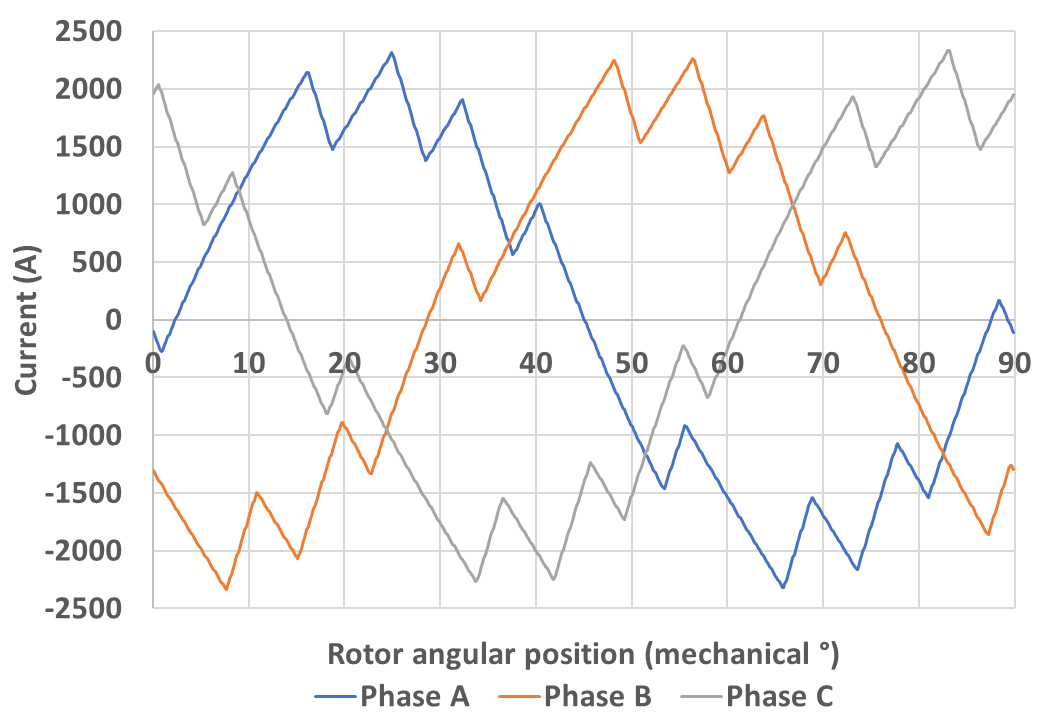 2500
2000
1500
1000
500
0
-500
-1000
-1500
-2000
-2500
Current (A)
0 10 20 30 40 50 60 70 80 90
Rotor angular position (mechanical °)
Phase A Phase B Phase C